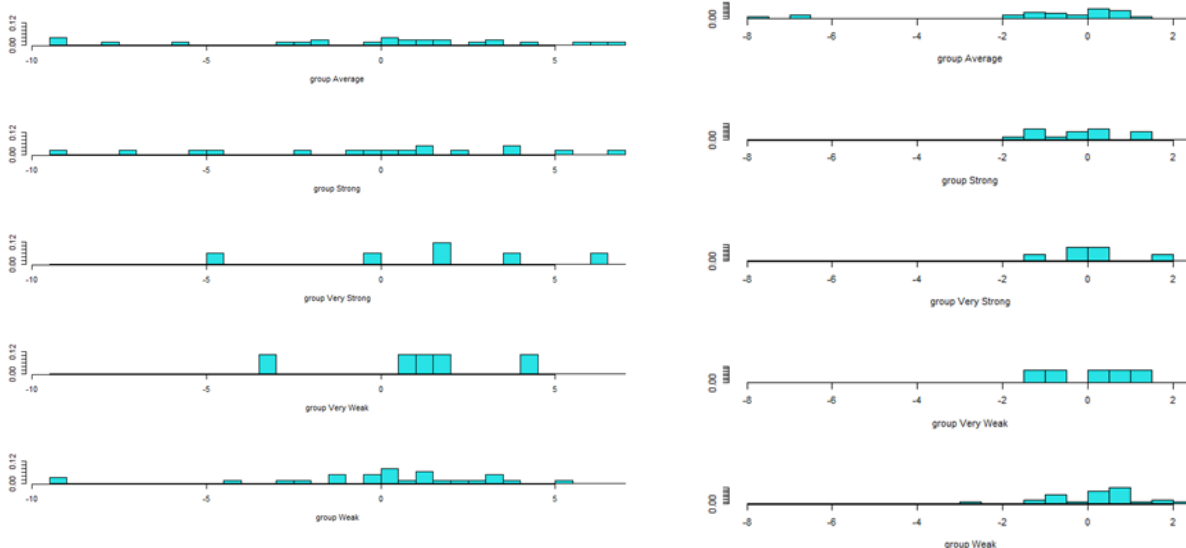 0.00 0.12
-10 -5 0 5
group Average
0.00 0.12
-10 -5 0 5
group Strong
0.00 0.12
-10 -5 0 5
group Very Strong
0.00 0.12
-10 -5 0 5
group Very Weak
0.00 0.12
-10 -5 0 5
group Weak
0.00
-8 -6 -4 -2 0 2
group Average
0.00
-8 -6 -4 -2 0 2
group Strong
0.00
-8 -6 -4 -2 0 2
group Very Strong
0.00
-8 -6 -4 -2 0 2
group Very Weak
0.00
-8 -6 -4 -2 0 2
group Weak